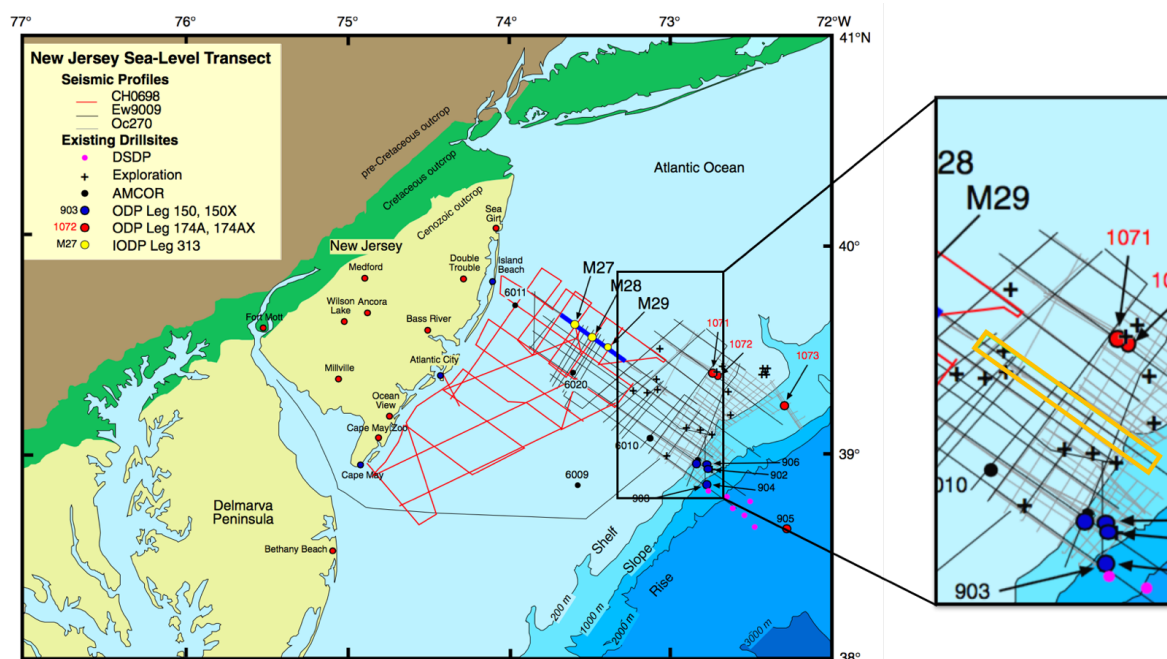 77°
76°
75°
74°
73°
72°W
41°N
New Jersey Sea-Level Transect
Seismic Profiles
CH0698
Ew9009
Oc270
Existing Drillsites
DSDP
Exploration
AMCOR
903 ODP Leg 150, 150X
1072 ODP Leg 174A, 174AX
M27 IODP Leg 313
pre-Cretaceous outcrop
Cretaceous outcrop
Cenozoic outcrop
Atlantic Ocean
Sea
Girt
New Jersey
40°
Medford
Double
Trouble
Island
Beach
M27
M28
M29
6011
Wilson
Lake
Ancora
Fort Mott
Bass River
1071
1072
1073
Atlantic City
Millville
6020
Ocean
View
Cape May Zoo
6010
39°
Cape May
906
902
904
903
6009
905
Delmarva
Peninsula
Bethany Beach
Shelf
Slope
Rise
200 m
1000 m
2000 m
3000 m
38°
28
M29
1071
10
010
903